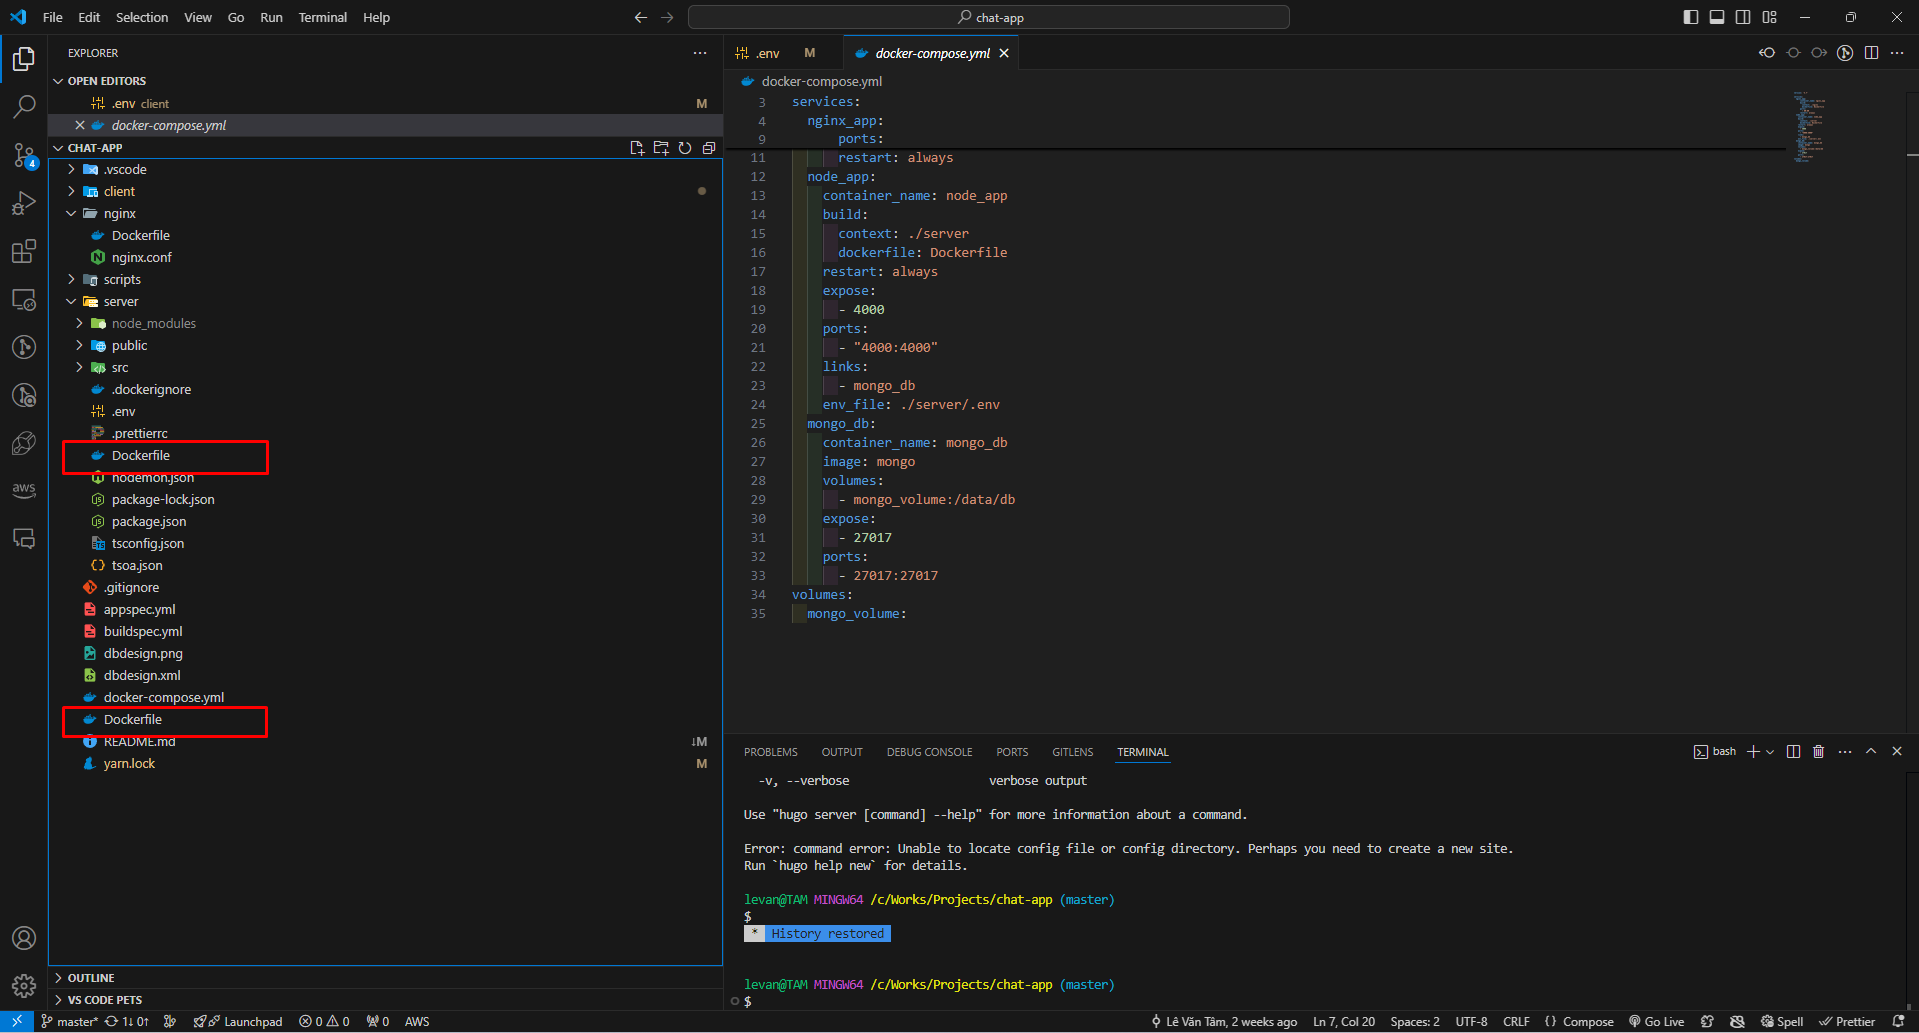 File Edit Selection View Go Run Terminal Help
chat-app
EXPLORER
OPEN EDITORS
.env client M
docker-compose.yml
CHAT-APP
.vscode
client
nginx
Dockerfile
nginx.conf
scripts
server
node_modules
public
src
.dockerignore
.env
.prettierrc
Dockerfile
nodemon.json
package-lock.json
package.json
tsconfig.json
tsoa.json
.gitignore
appspec.yml
buildspec.yml
dbdesign.png
dbdesign.xml
docker-compose.yml
Dockerfile
README.md ↓M
yarn.lock M
OUTLINE
VS CODE PETS
4
aws
.env M
docker-compose.yml
docker-compose.yml
3 services:
4 nginx_app:
9 ports:
11 restart: always
12 node_app:
13 container_name: node_app
14 build:
15 context: ./server
16 dockerfile: Dockerfile
17 restart: always
18 expose:
19 - 4000
20 ports:
21 - "4000:4000"
22 links:
23 - mongo_db
24 env_file: ./server/.env
25 mongo_db:
26 container_name: mongo_db
27 image: mongo
28 volumes:
29 - mongo_volume:/data/db
30 expose:
31 - 27017
32 ports:
33 - 27017:27017
34 volumes:
35 mongo_volume:
PROBLEMS OUTPUT DEBUG CONSOLE PORTS GITLENS TERMINAL
bash
-v, --verbose verbose output
Use "hugo server [command] --help" for more information about a command.
Error: command error: Unable to locate config file or config directory. Perhaps you need to create a new site.
Run `hugo help new` for details.
levan@TAM MINGW64 /c/Works/Projects/chat-app (master)
$
* History restored
levan@TAM MINGW64 /c/Works/Projects/chat-app (master)
$
master* 1↓ 0↑ Launchpad 0 0 0 AWS
Lê Văn Tâm, 2 weeks ago Ln 7, Col 20 Spaces: 2 UTF-8 CRLF {} Compose Go Live Spell Prettier